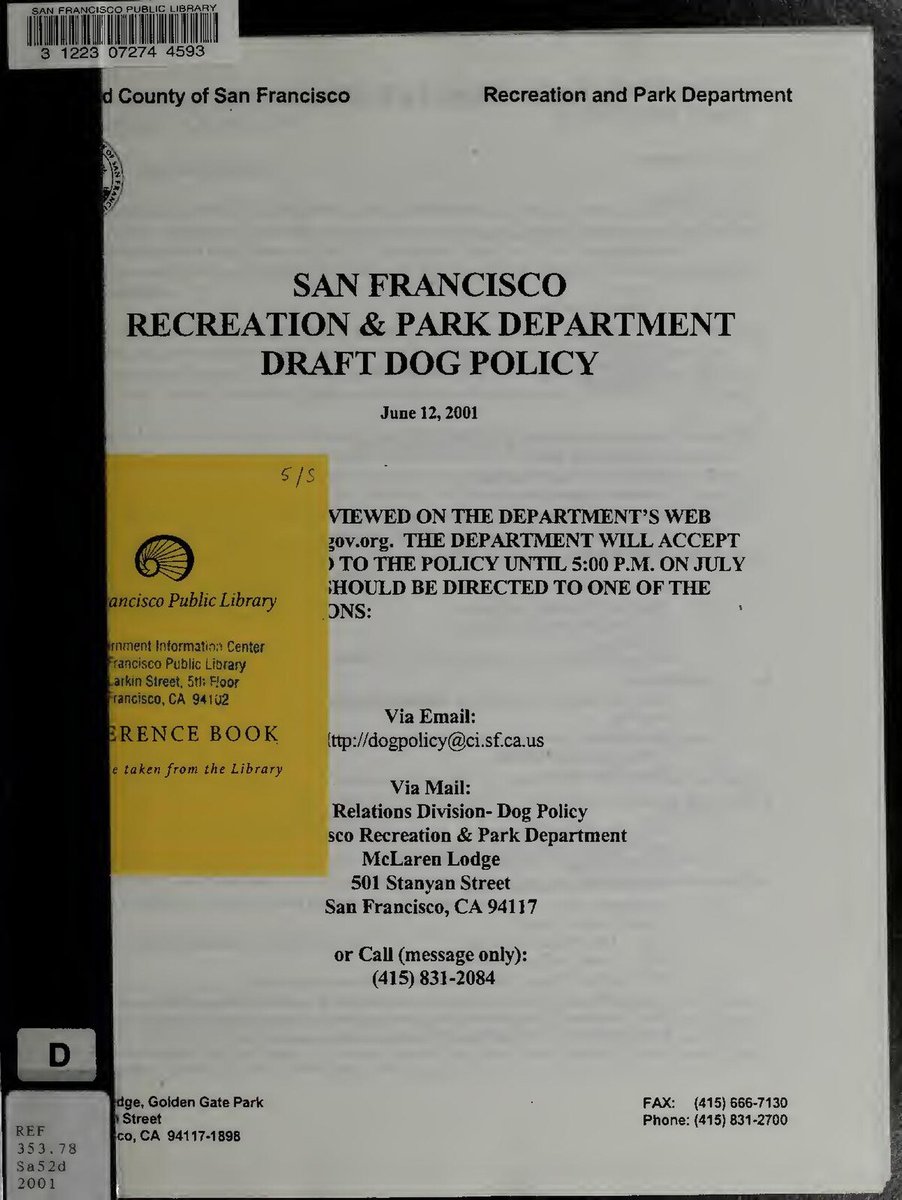 SAN FRANCISCO PUBLIC LIBRARY
3 1223 07274 4593
d County of San Francisco
Recreation and Park Department
SAN FRANCISCO
RECREATION & PARK DEPARTMENT
DRAFT DOG POLICY
June 12, 2001
5/S
VIEWED ON THE DEPARTMENT'S WEB
gov.org. THE DEPARTMENT WILL ACCEPT
TO THE POLICY UNTIL 5:00 P.M. ON JULY
SHOULD BE DIRECTED TO ONE OF THE
ONS:
ancisco Public Library
rnment Information Center
Francisco Public Library
Larkin Street, 5th Floor
Francisco, CA 94102
ERENCE BOOK
e taken from the Library
Via Email:
ttp://dogpolicy@ci.sf.ca.us
Via Mail:
Relations Division- Dog Policy
sco Recreation & Park Department
McLaren Lodge
501 Stanyan Street
San Francisco, CA 94117
or Call (message only):
(415) 831-2084
D
REF
353.78
Sa52d
2001
dge, Golden Gate Park
Street
co, CA 94117-1898
FAX: (415) 666-7130
Phone: (415) 831-2700